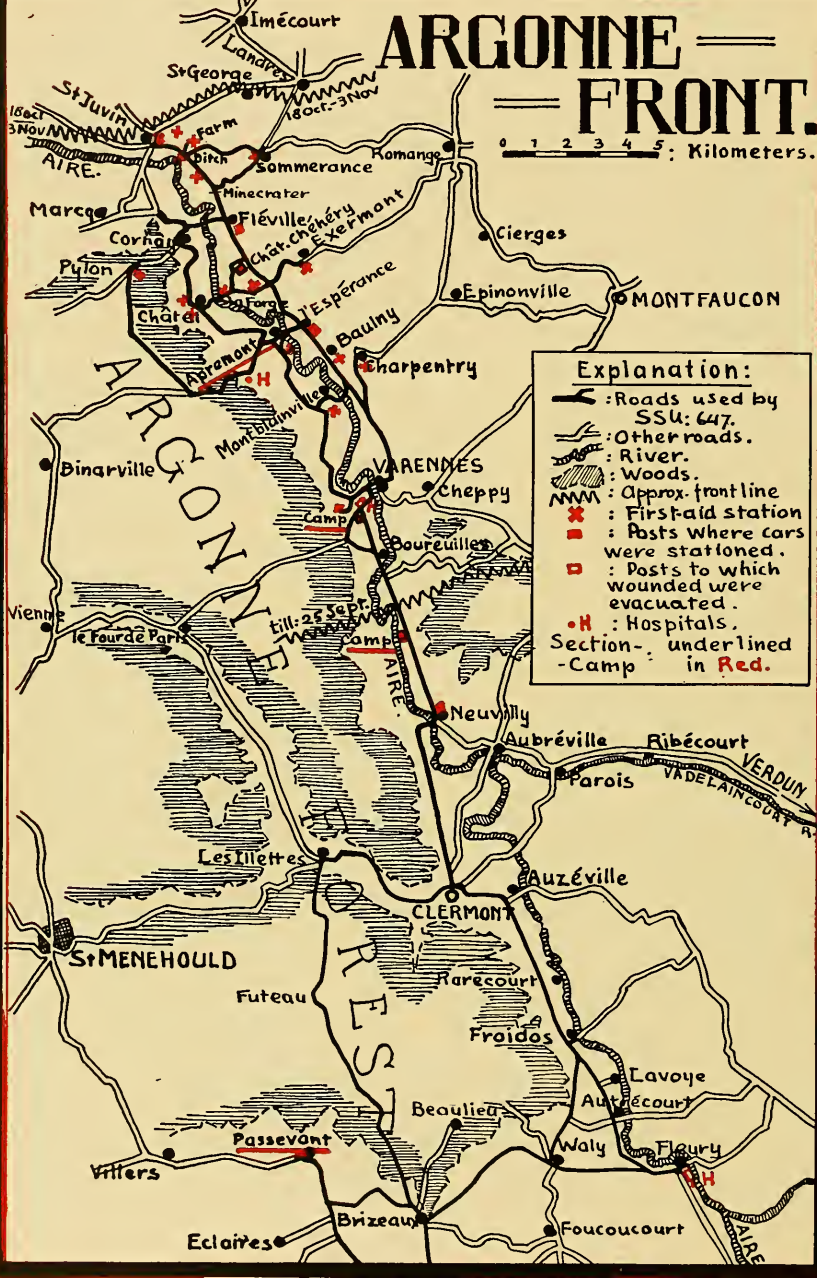 ARGONNE
FRONT.
0 1 2 3 4 5 : Kilometers.
Imécourt
Landres
St George
18 Oct.-3 Nov
St Juvin
18 Oct
3 Nov
AIRE.
Farm
Ditch
Sommerance
Romange
Minecrater
Marcq
Fléville
Cornay
Chât. Chéhéry
Exermont
Cierges
Pylon
Châtel
La Forge
l'Espérance
Epinonville
MONTFAUCON
Baulny
Apremont
Charpentry
H
Montblainville
Explanation:
: Roads used by
SSU: 647.
: Other roads.
: River.
: Woods.
: Approx. front line
: First-aid station
: Posts where cars
were stationed.
: Posts to which
wounded were
evacuated.
H : Hospitals.
Section-. underlined
-Camp in Red.
Binarville
VARENNES
Cheppy
H
Camp
Boureuilles
ARGONNE
Vienne
le Four de Paris
till: 25 Sept.
Camp
AIRE.
Neuvilly
Aubréville
Ribécourt
VERDUN
Parois
VADELAINCOURT R.
Les Illettes
FOREST
Auzéville
CLERMONT
St MENEHOULD
Rarecourt
Futeau
Froidos
Lavoye
Autrécourt
Beaulieu
Passevant
Villers
Waly
Fleury
H
Brizeaux
Eclaires
Foucoucourt
AIRE